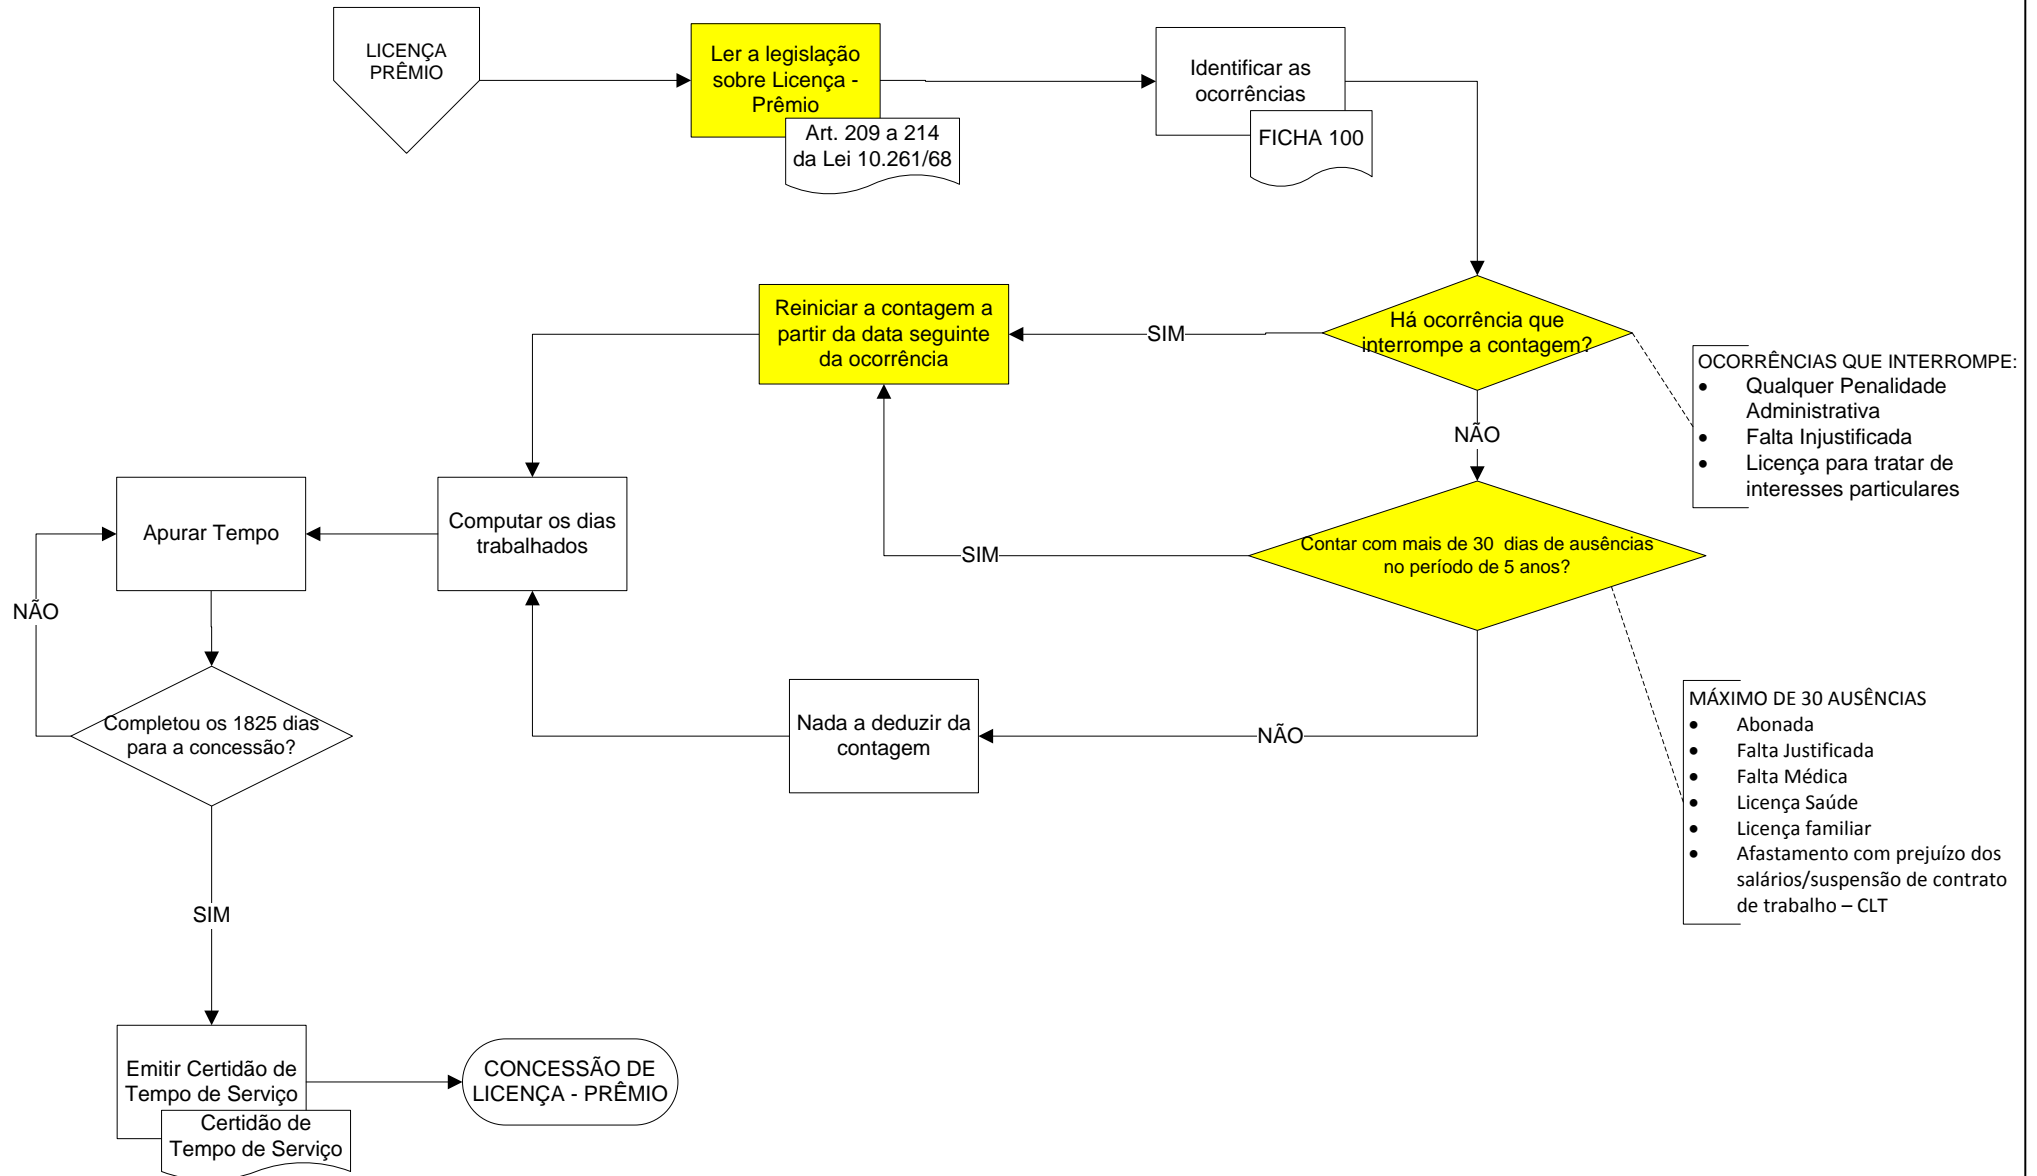 LICENÇA
PRÊMIO
Ler a legislação
sobre Licença -
Prêmio
Art. 209 a 214
da Lei 10.261/68
Identificar as
ocorrências
FICHA 100
Há ocorrência que
interrompe a contagem?
SIM
Reiniciar a contagem a
partir da data seguinte
da ocorrência
OCORRÊNCIAS QUE INTERROMPE:
• Qualquer Penalidade
Administrativa
• Falta Injustificada
• Licença para tratar de
interesses particulares
NÃO
Contar com mais de 30 dias de ausências
no período de 5 anos?
SIM
Computar os dias
trabalhados
Apurar Tempo
NÃO
Completou os 1825 dias
para a concessão?
Nada a deduzir da
contagem
NÃO
MÁXIMO DE 30 AUSÊNCIAS
• Abonada
• Falta Justificada
• Falta Médica
• Licença Saúde
• Licença familiar
• Afastamento com prejuízo dos
salários/suspensão de contrato
de trabalho – CLT
SIM
Emitir Certidão de
Tempo de Serviço
Certidão de
Tempo de Serviço
CONCESSÃO DE
LICENÇA - PRÊMIO